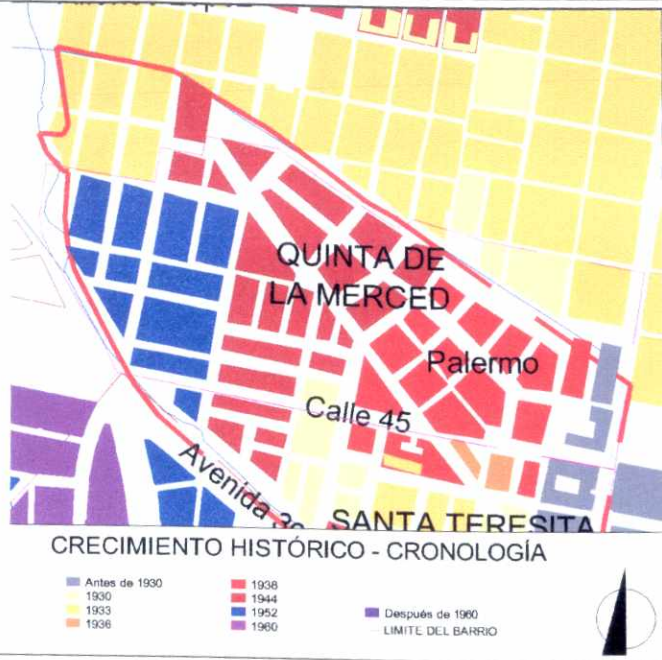 QUINTA DE
LA MERCED
Palermo
Calle 45
Avenida
SANTA TERESITA
CRECIMIENTO HISTÓRICO - CRONOLOGÍA
Antes de 1930
1930
1933
1936
1938
1944
1952
1960
Después de 1960
LIMITE DEL BARRIO